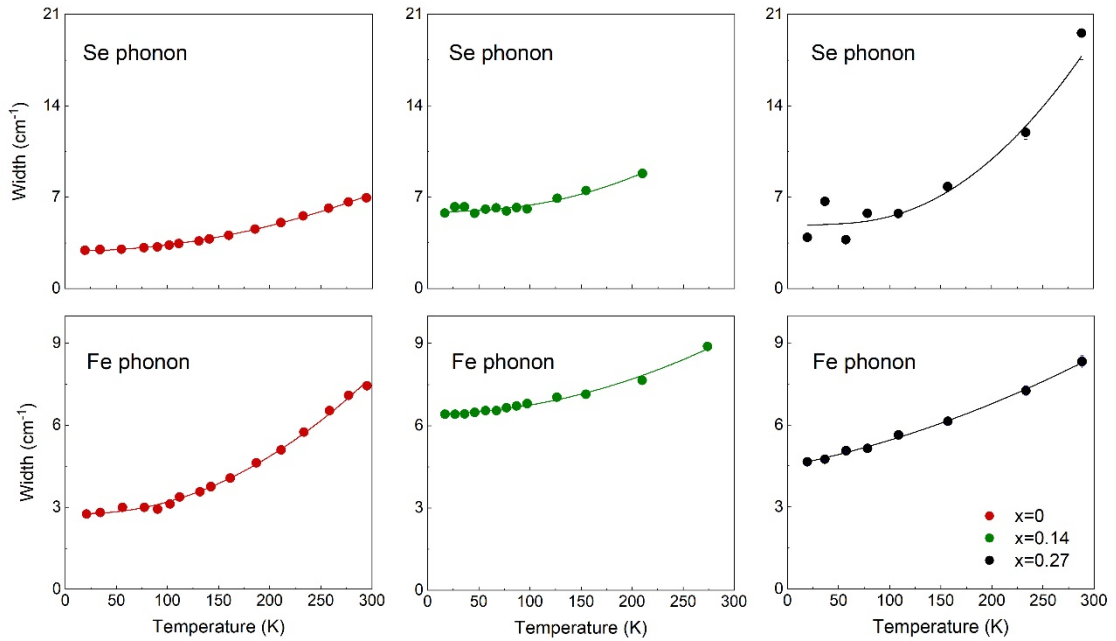 21
14
7
0
Width (cm⁻¹)
Se phonon
21
14
7
0
Se phonon
21
14
7
0
Se phonon
9
6
3
0
Width (cm⁻¹)
Fe phonon
0 50 100 150 200 250 300
Temperature (K)
9
6
3
0
Fe phonon
0 50 100 150 200 250 300
Temperature (K)
9
6
3
0
Fe phonon
x=0
x=0.14
x=0.27
0 50 100 150 200 250 300
Temperature (K)